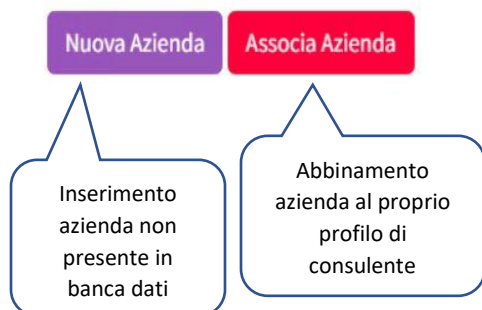 Nuova Azienda
Associa Azienda
Inserimento
azienda non
presente in
banca dati
Abbinamento
azienda al proprio
profilo di
consulente